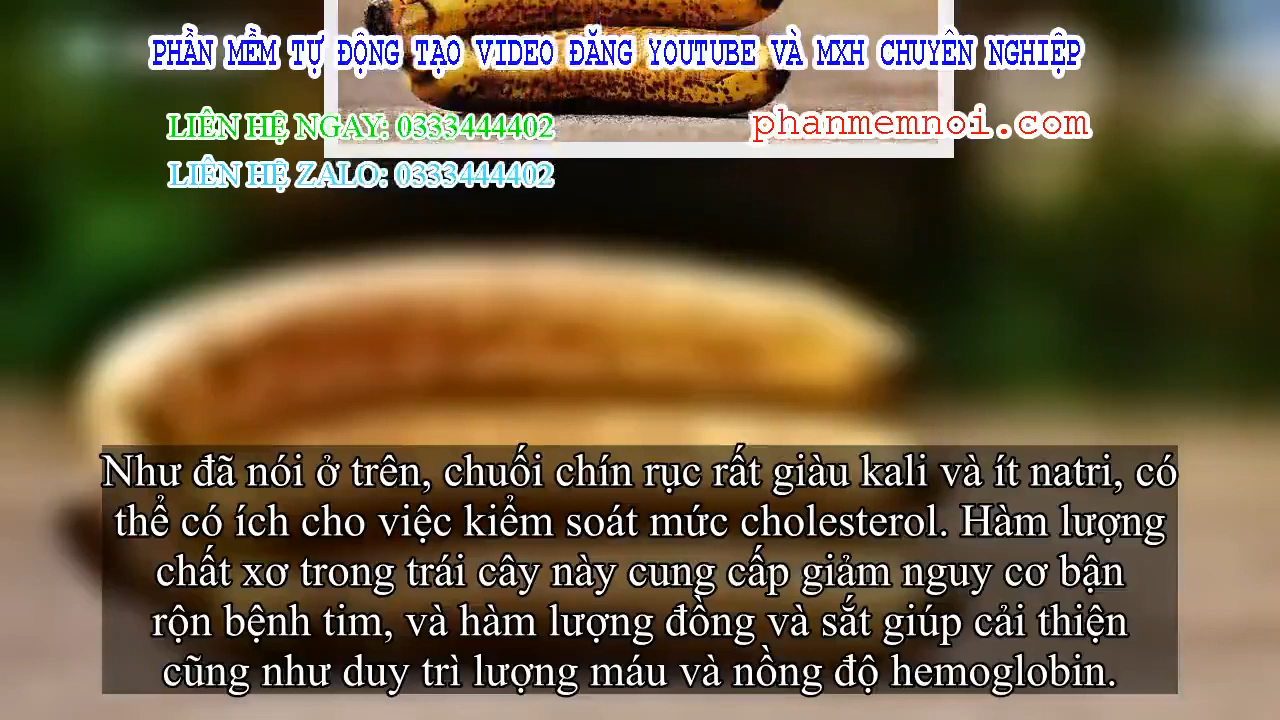 PHẦN MỀM TỰ ĐỘNG TẠO VIDEO ĐĂNG YOUTUBE VÀ MXH CHUYÊN NGHIỆP
LIÊN HỆ NGAY: 0333444402
phanmemnoi.com
LIÊN HỆ ZALO: 0333444402
Như đã nói ở trên, chuối chín rục rất giàu kali và ít natri, có
thể có ích cho việc kiểm soát mức cholesterol. Hàm lượng
chất xơ trong trái cây này cung cấp giảm nguy cơ bận
rộn bệnh tim, và hàm lượng đồng và sắt giúp cải thiện
cũng như duy trì lượng máu và nồng độ hemoglobin.